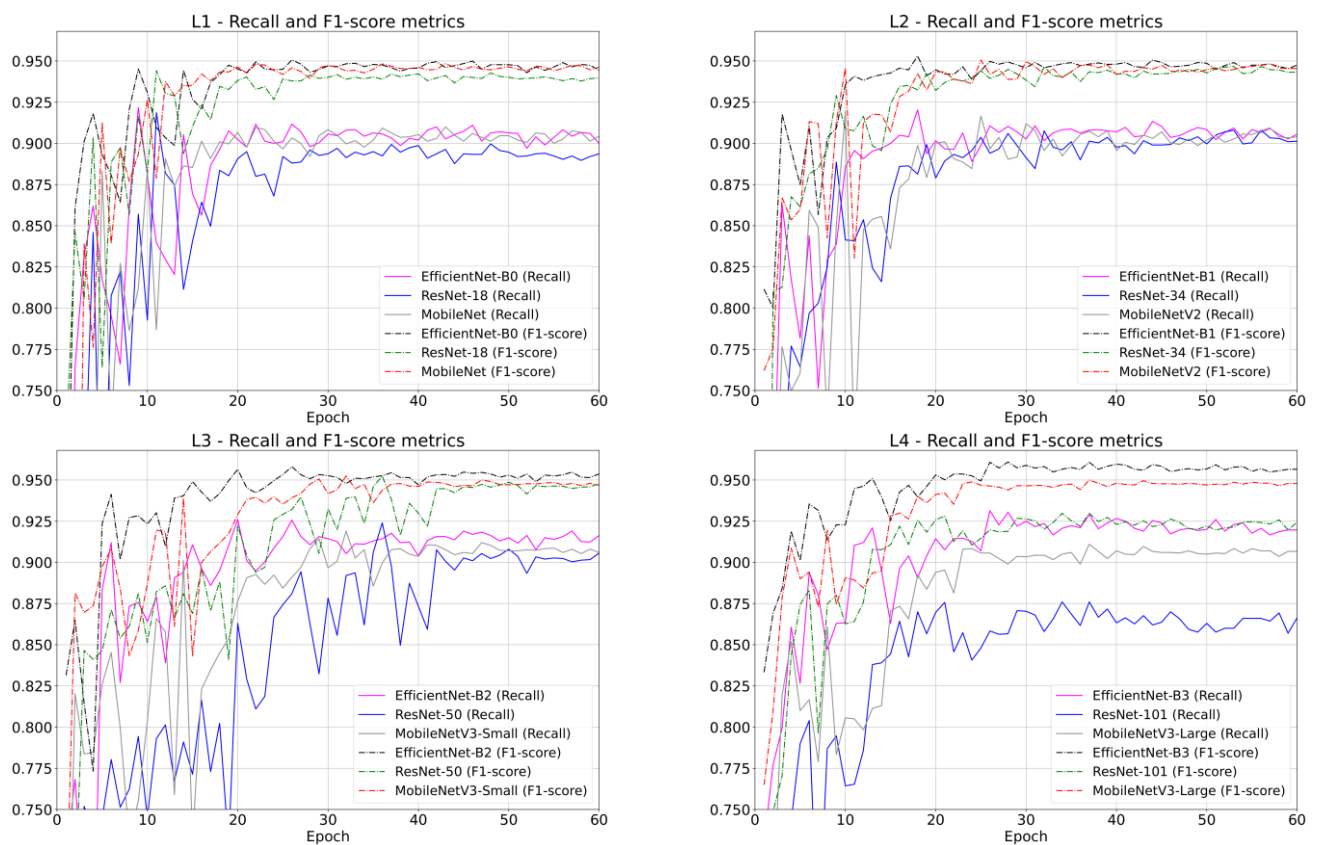 L1 - Recall and F1-score metrics
0.950
0.925
0.900
0.875
0.850
0.825
0.800
0.775
0.750
EfficientNet-B0 (Recall)
ResNet-18 (Recall)
MobileNet (Recall)
EfficientNet-B0 (F1-score)
ResNet-18 (F1-score)
MobileNet (F1-score)
0 10 20 30 40 50 60
Epoch
L2 - Recall and F1-score metrics
0.950
0.925
0.900
0.875
0.850
0.825
0.800
0.775
0.750
EfficientNet-B1 (Recall)
ResNet-34 (Recall)
MobileNetV2 (Recall)
EfficientNet-B1 (F1-score)
ResNet-34 (F1-score)
MobileNetV2 (F1-score)
0 10 20 30 40 50 60
Epoch
L3 - Recall and F1-score metrics
0.950
0.925
0.900
0.875
0.850
0.825
0.800
0.775
0.750
EfficientNet-B2 (Recall)
ResNet-50 (Recall)
MobileNetV3-Small (Recall)
EfficientNet-B2 (F1-score)
ResNet-50 (F1-score)
MobileNetV3-Small (F1-score)
0 10 20 30 40 50 60
Epoch
L4 - Recall and F1-score metrics
0.950
0.925
0.900
0.875
0.850
0.825
0.800
0.775
0.750
EfficientNet-B3 (Recall)
ResNet-101 (Recall)
MobileNetV3-Large (Recall)
EfficientNet-B3 (F1-score)
ResNet-101 (F1-score)
MobileNetV3-Large (F1-score)
0 10 20 30 40 50 60
Epoch